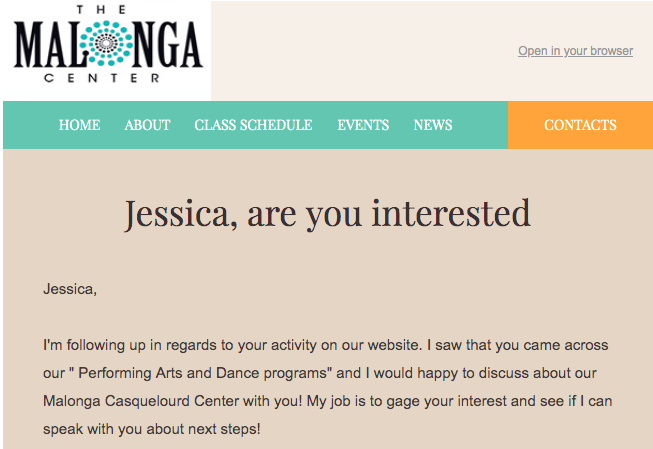 THE
MALONGA
CENTER
Open in your browser
HOME ABOUT CLASS SCHEDULE EVENTS NEWS CONTACTS
Jessica, are you interested
Jessica,
I'm following up in regards to your activity on our website. I saw that you came across
our " Performing Arts and Dance programs" and I would happy to discuss about our
Malonga Casquelourd Center with you! My job is to gage your interest and see if I can
speak with you about next steps!